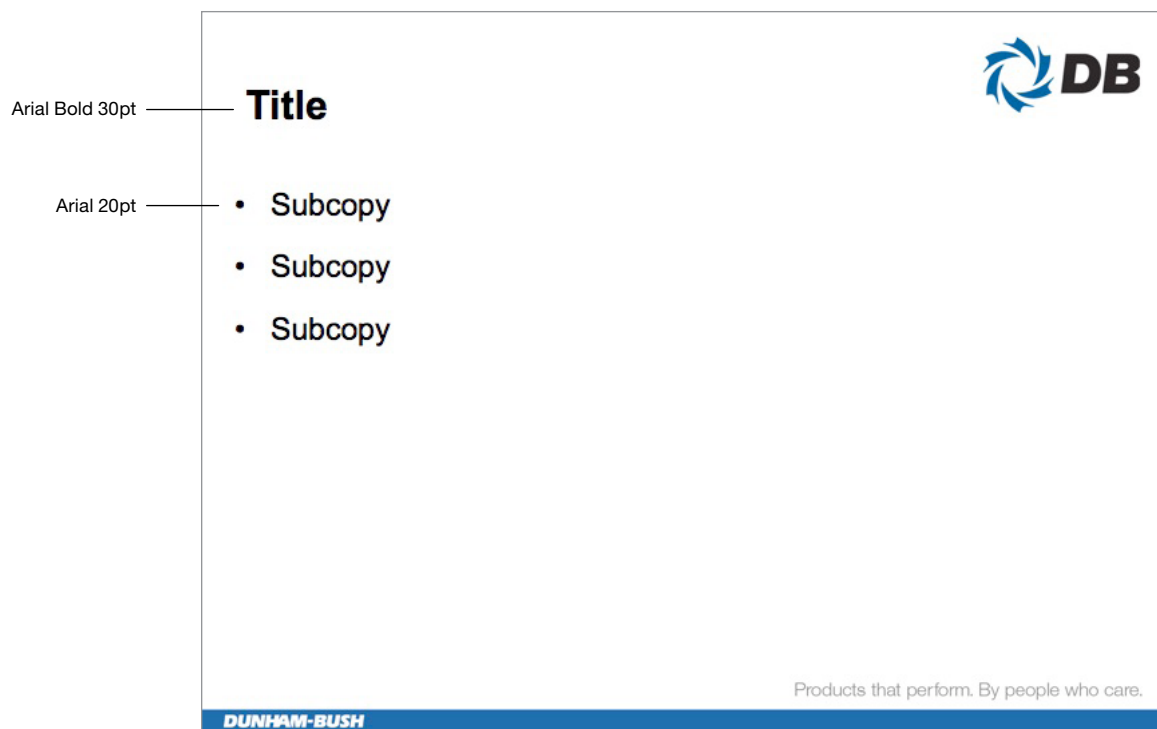 DB
Arial Bold 30pt
Title
Arial 20pt
• Subcopy
• Subcopy
• Subcopy
Products that perform. By people who care.
DUNHAM-BUSH